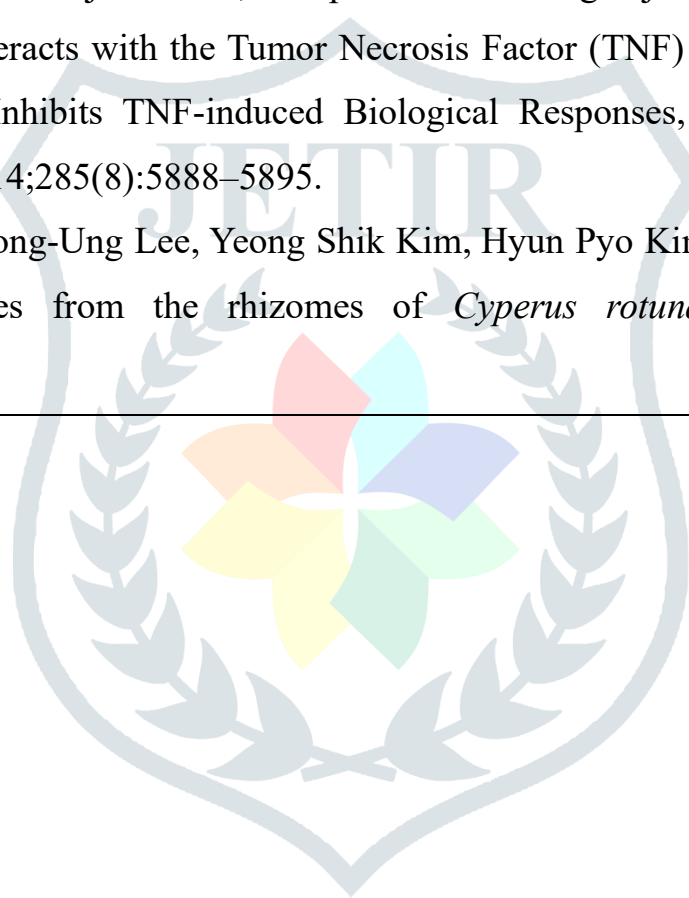 eracts with the Tumor Necrosis Factor (TNF)
nhibits TNF-induced Biological Responses,
4;285(8):5888–5895.
JETIR
ong-Ung Lee, Yeong Shik Kim, Hyun Pyo Kim
es from the rhizomes of Cyperus